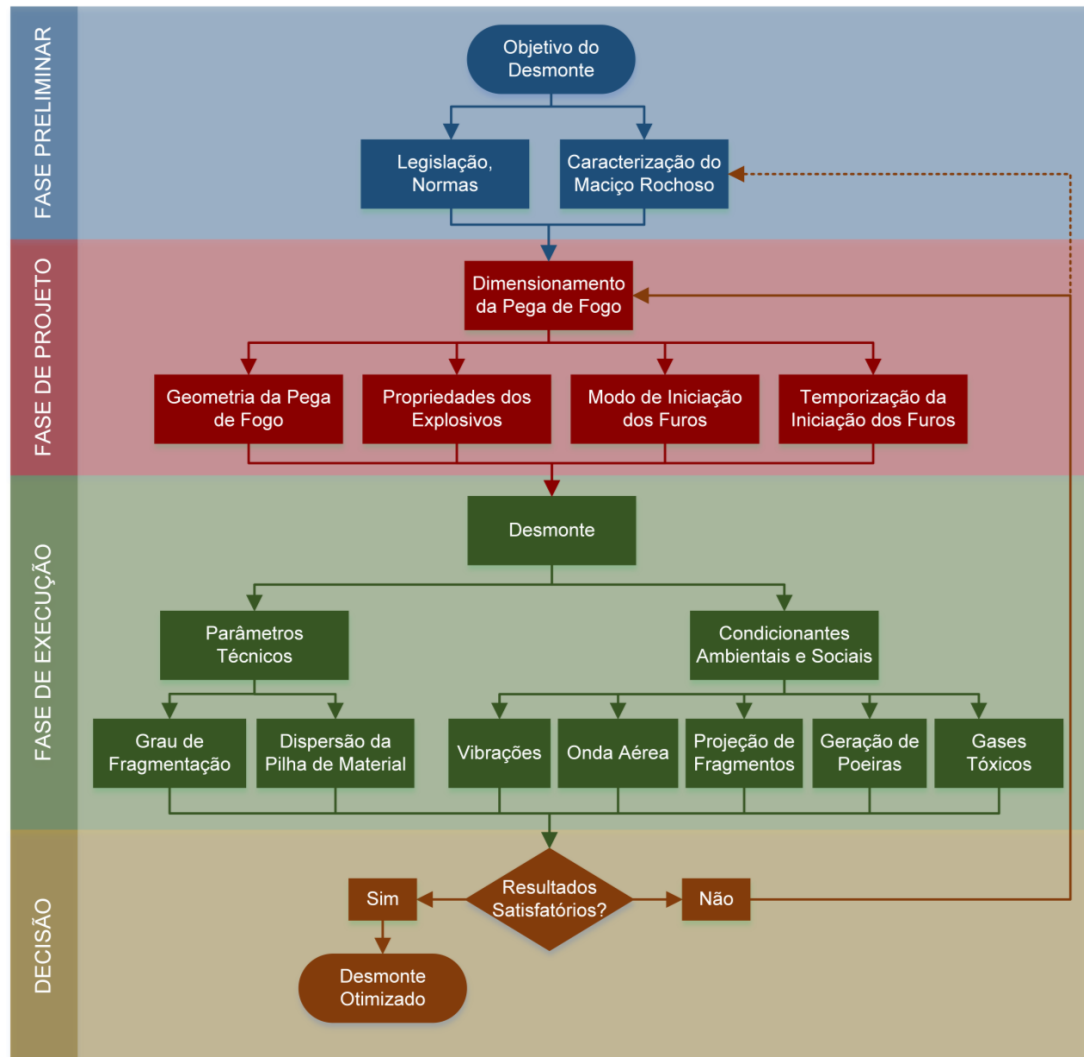 FASE PRELIMINAR
Objetivo do
Desmonte
Legislação,
Normas
Caracterização do
Maciço Rochoso
FASE DE PROJETO
Dimensionamento
da Pega de Fogo
Geometria da Pega
de Fogo
Propriedades dos
Explosivos
Modo de Iniciação
dos Furos
Temporização da
Iniciação dos Furos
FASE DE EXECUÇÃO
Desmonte
Parâmetros
Técnicos
Condicionantes
Ambientais e Sociais
Grau de
Fragmentação
Dispersão da
Pilha de Material
Vibrações
Onda Aérea
Projeção de
Fragmentos
Geração de
Poeiras
Gases
Tóxicos
DECISÃO
Sim
Resultados
Satisfatórios?
Não
Desmonte
Otimizado